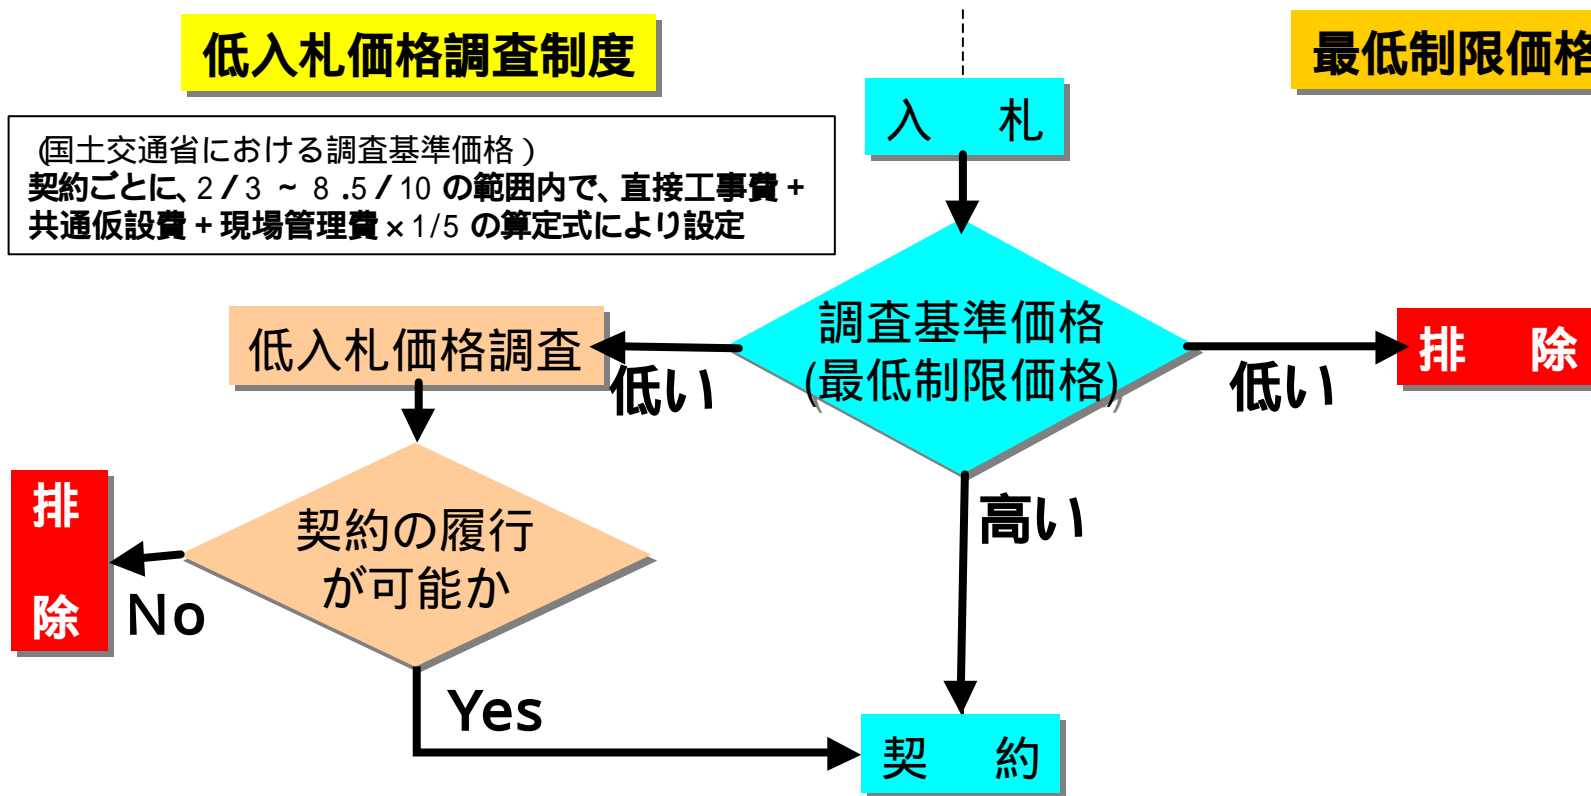 低入札価格調査制度
最低制限価格
入 札
(国土交通省における調査基準価格)
契約ごとに、2/3 ~ 8.5/10 の範囲内で、直接工事費+
共通仮設費+現場管理費×1/5 の算定式により設定
調査基準価格
(最低制限価格)
低入札価格調査
低い
低い
排 除
高い
契約の履行
が可能か
排
除
No
Yes
契 約